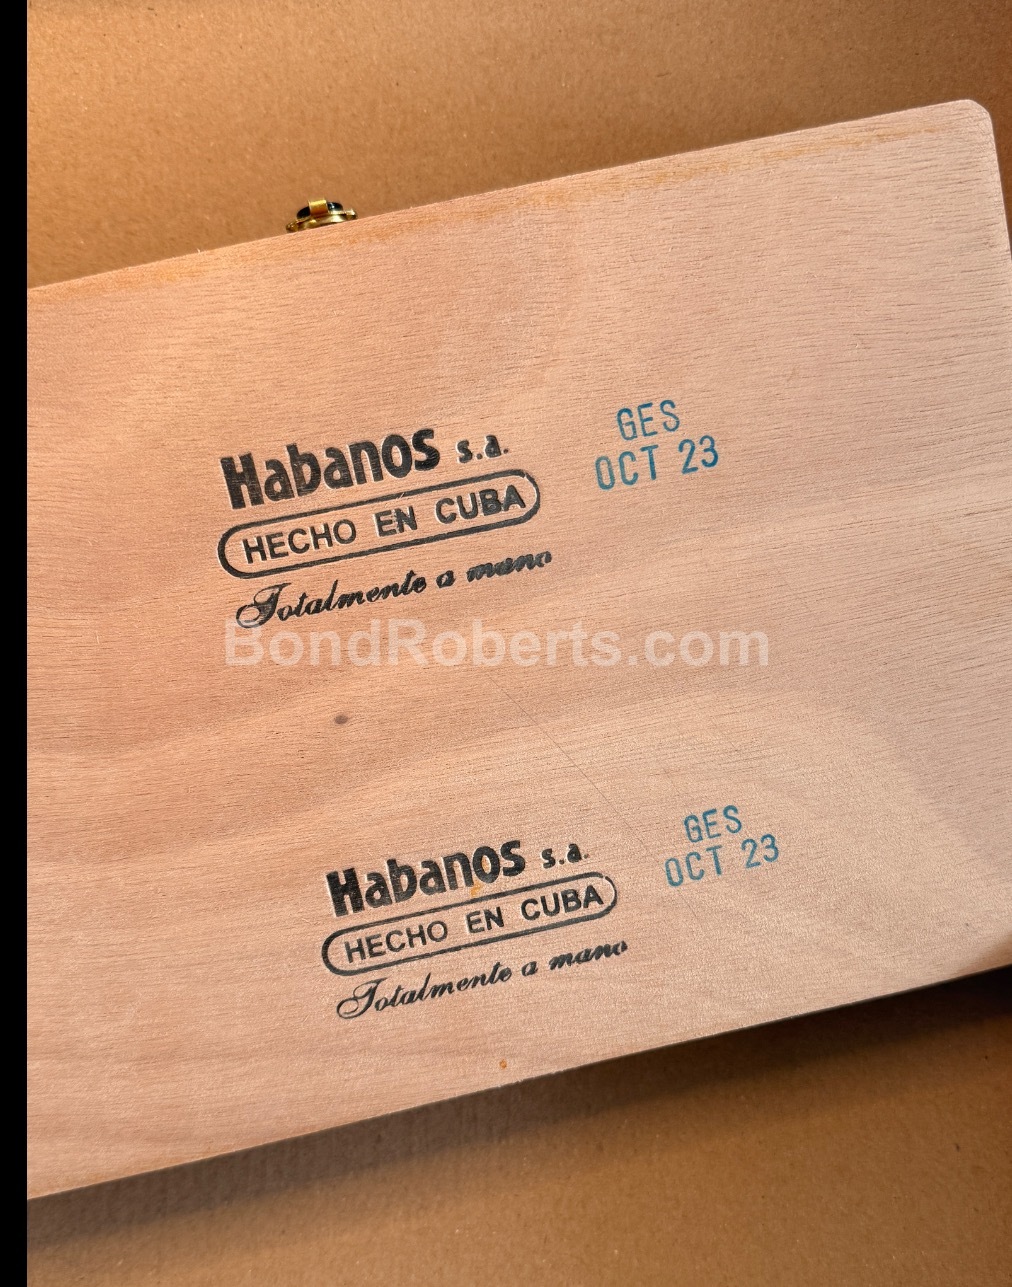 Habanos s.a.
HECHO EN CUBA
Totalmente a mano
GES
OCT 23
BondRoberts.com
Habanos s.a.
HECHO EN CUBA
Totalmente a mano
GES
OCT 23